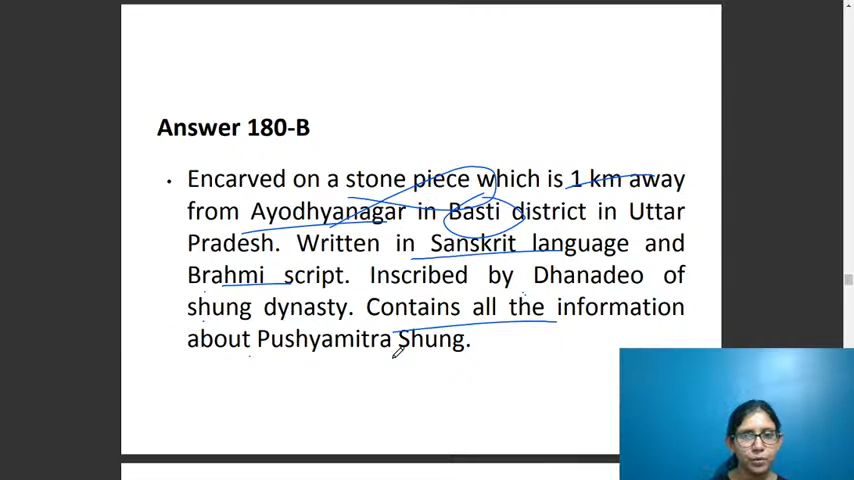 Answer 180-B
• Encarved on a stone piece which is 1 km away
from Ayodhyanagar in Basti district in Uttar
Pradesh. Written in Sanskrit language and
Brahmi script. Inscribed by Dhanadeo of
shung dynasty. Contains all the information
about Pushyamitra Shung.